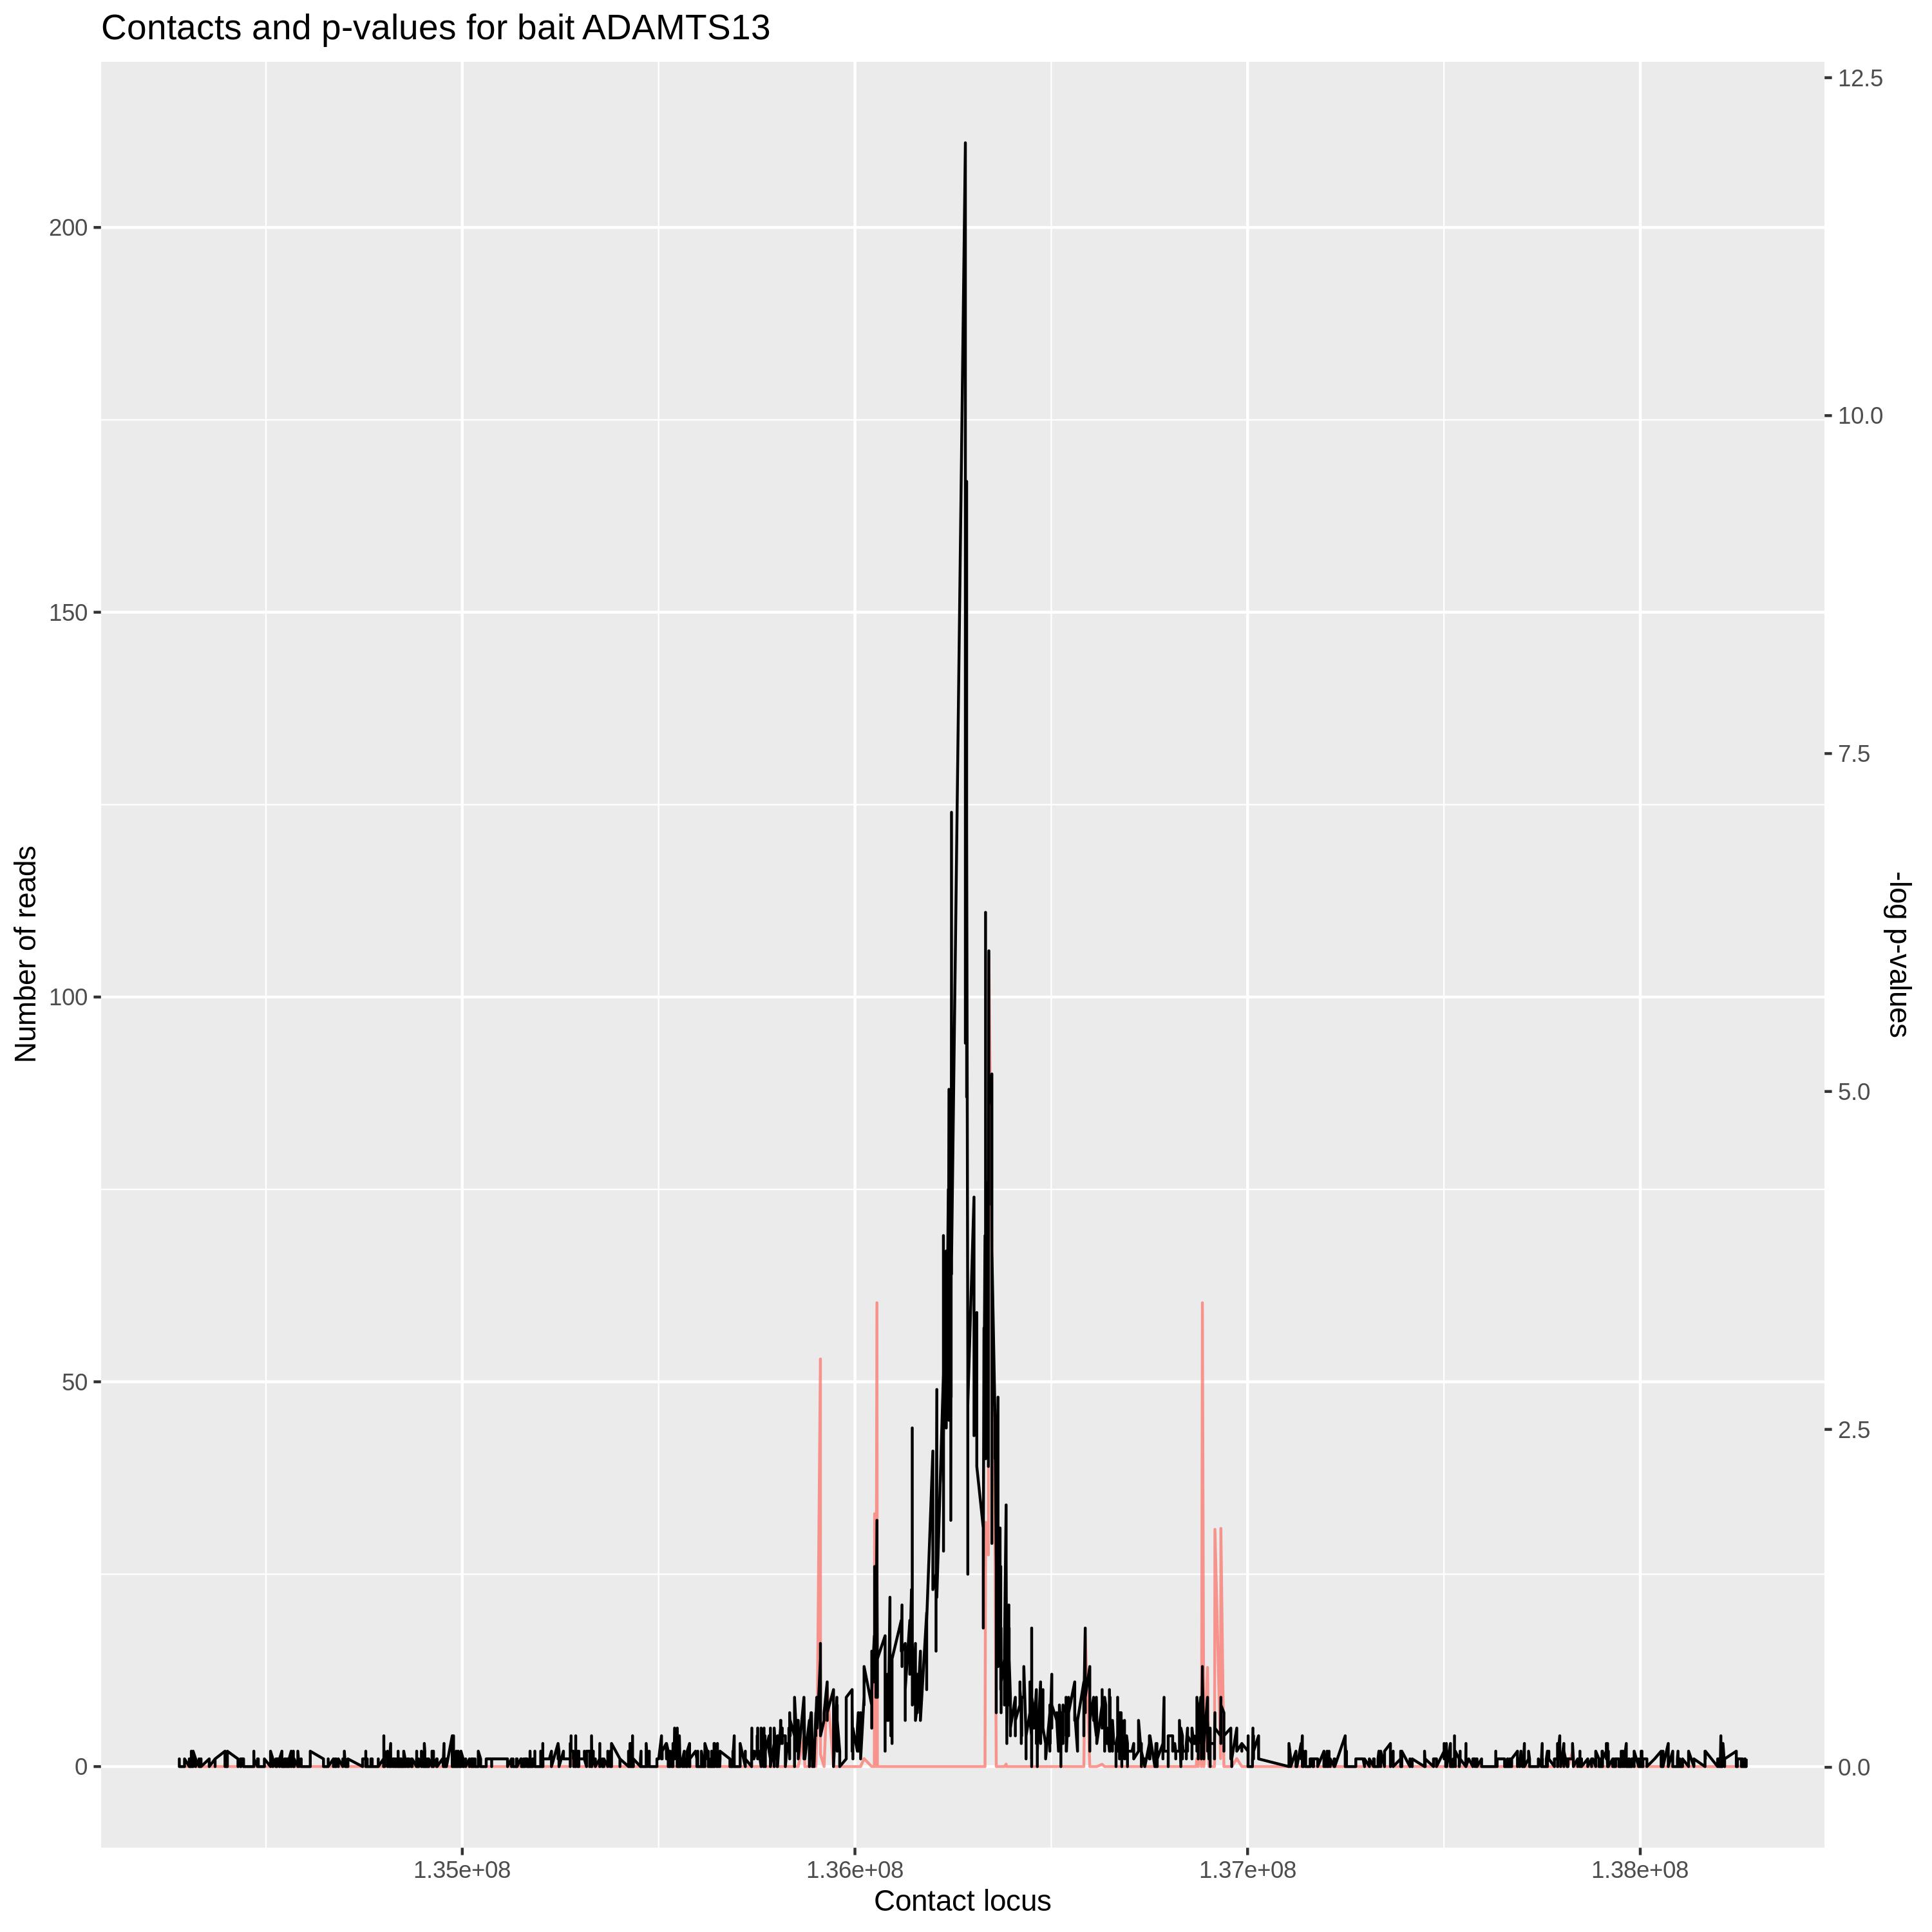 Contacts and p-values for bait ADAMTS13
12.5
200
10.0
150
7.5
Number of reads
-log p-values
100
5.0
50
2.5
0
0.0
1.35e+08
1.36e+08
1.37e+08
1.38e+08
Contact locus